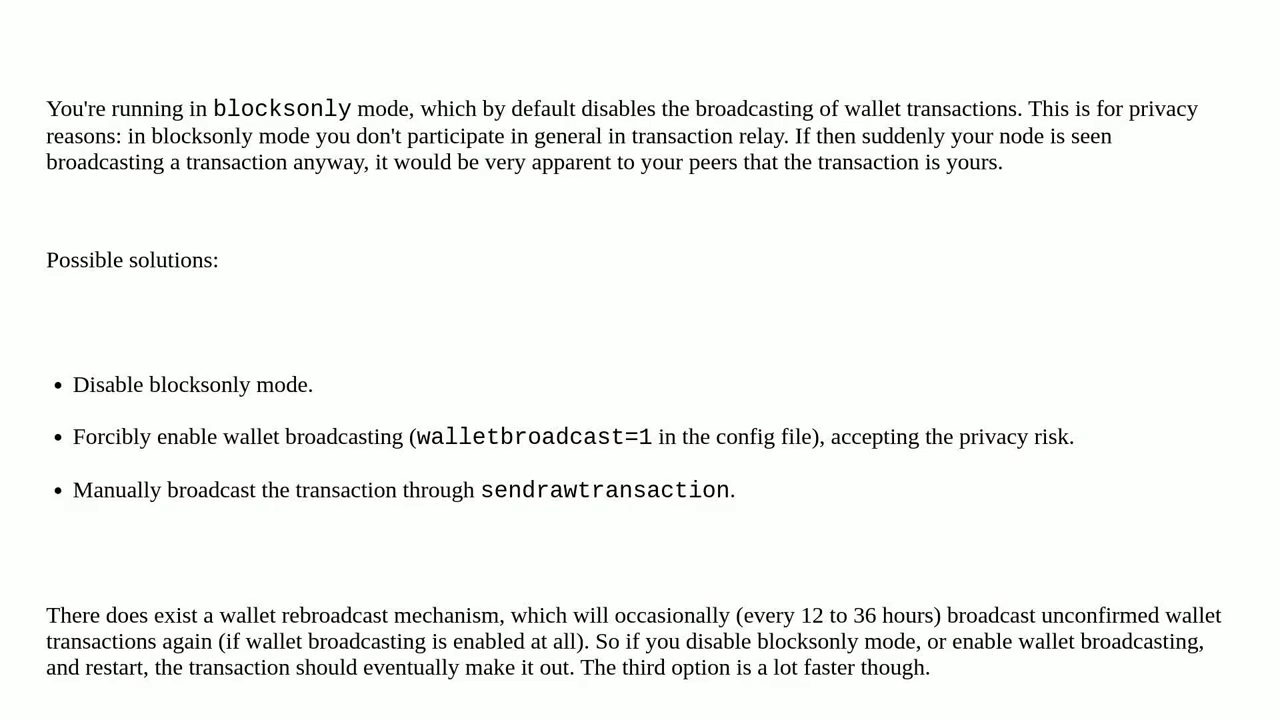 You're running in blocksonly mode, which by default disables the broadcasting of wallet transactions. This is for privacy
reasons: in blocksonly mode you don't participate in general in transaction relay. If then suddenly your node is seen
broadcasting a transaction anyway, it would be very apparent to your peers that the transaction is yours.
Possible solutions:
• Disable blocksonly mode.
• Forcibly enable wallet broadcasting (walletbroadcast=1 in the config file), accepting the privacy risk.
• Manually broadcast the transaction through sendrawtransaction.
There does exist a wallet rebroadcast mechanism, which will occasionally (every 12 to 36 hours) broadcast unconfirmed wallet
transactions again (if wallet broadcasting is enabled at all). So if you disable blocksonly mode, or enable wallet broadcasting,
and restart, the transaction should eventually make it out. The third option is a lot faster though.